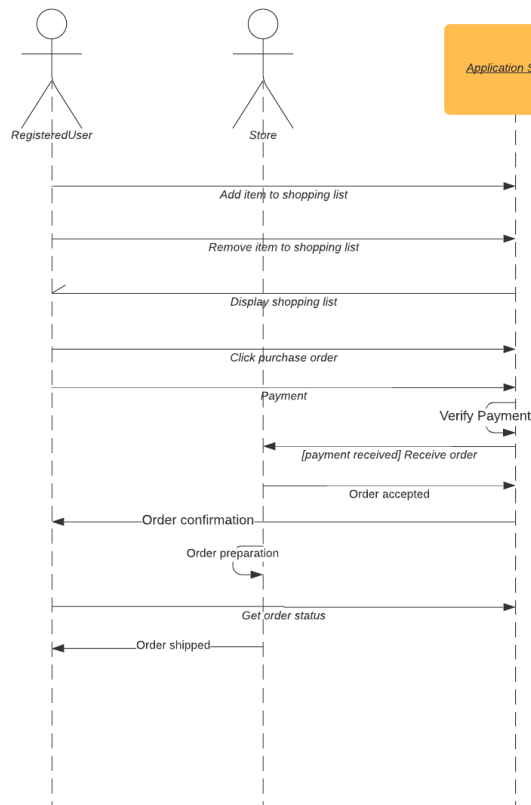 Application S
RegisteredUser
Store
Add item to shopping list
Remove item to shopping list
Display shopping list
Click purchase order
Payment
Verify Payment
[payment received] Receive order
Order accepted
Order confirmation
Order preparation
Get order status
Order shipped